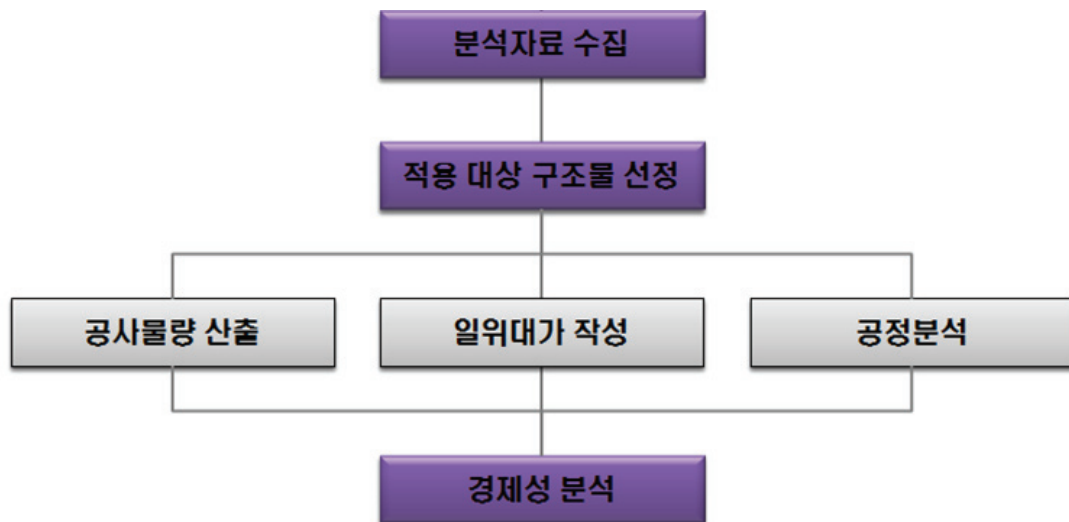 분석자료 수집
적용 대상 구조물 선정
공사물량 산출
일위대가 작성
공정분석
경제성 분석